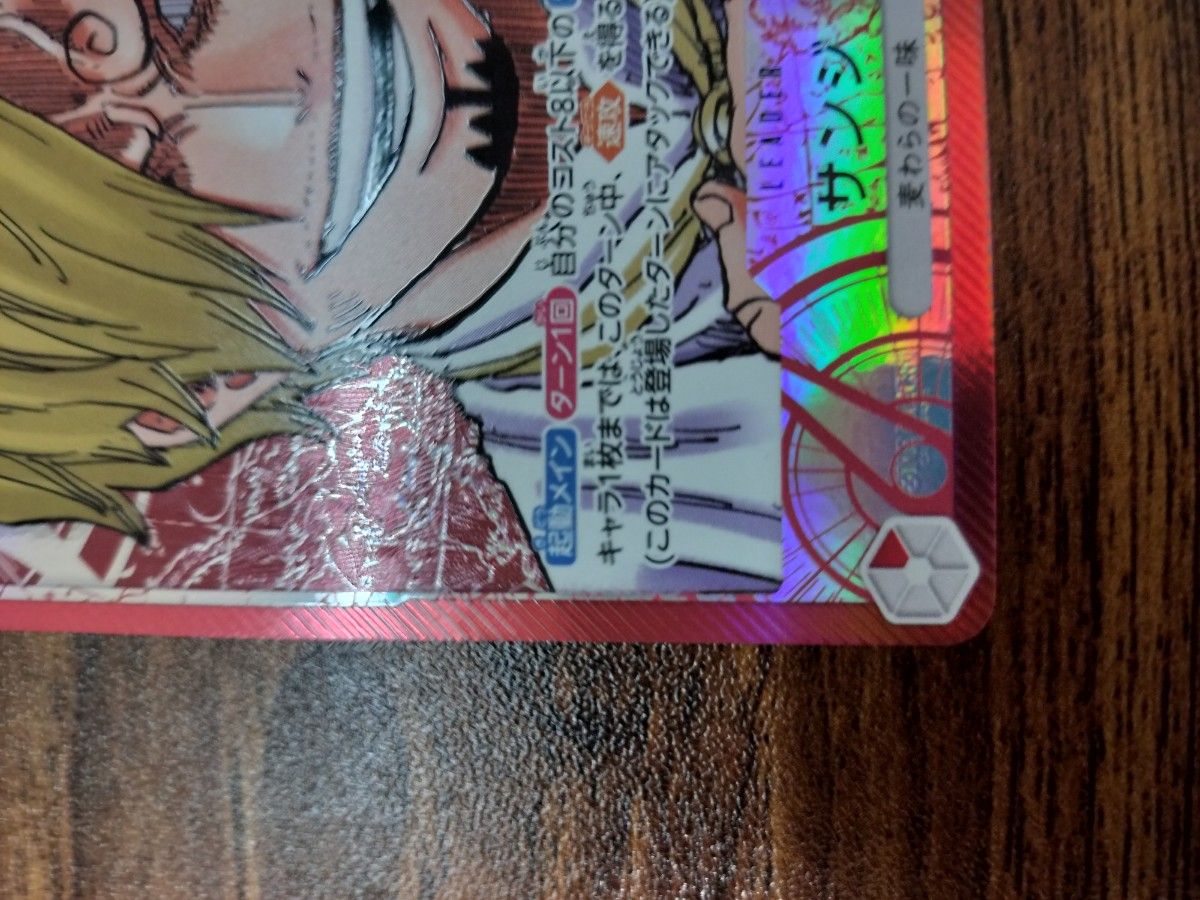 起動メイン ターン1回 自分のコスト8以下の
キャラ1枚までは、このターン中、速攻 を得る
(このカードは登場したターンにアタックできる)
LEADER
サンジ
麦わらの一味